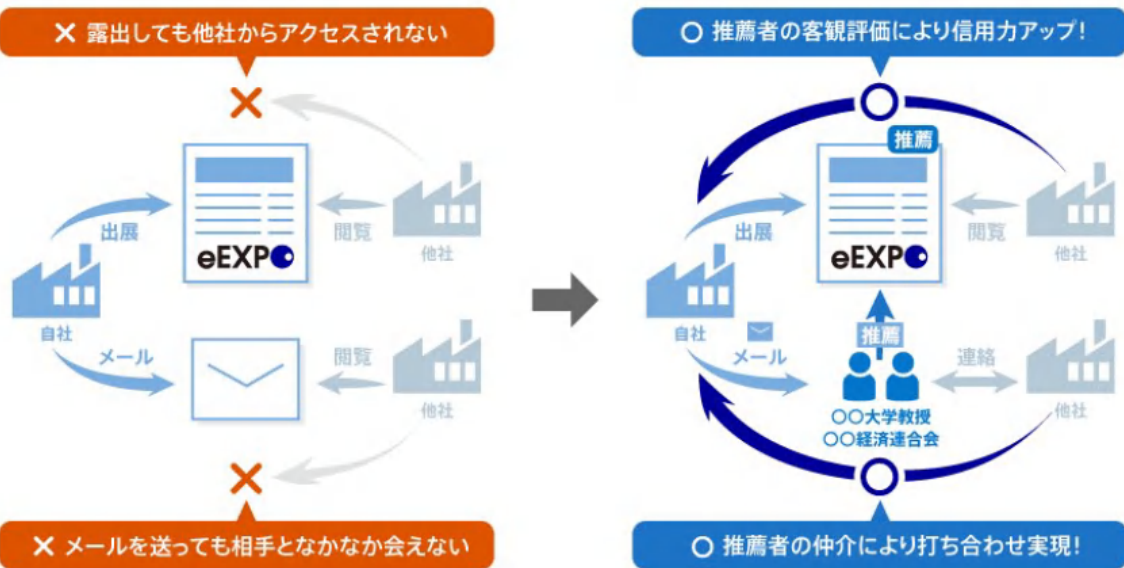 × 露出しても他社からアクセスされない
eEXPO
出展
閲覧
他社
自社
メール
閲覧
他社
× メールを送っても相手となかなか会えない
○ 推薦者の客観評価により信用力アップ!
推薦
eEXPO
出展
閲覧
他社
自社
推薦
メール
連絡
他社
○○大学教授
○○経済連合会
○ 推薦者の仲介により打ち合わせ実現!